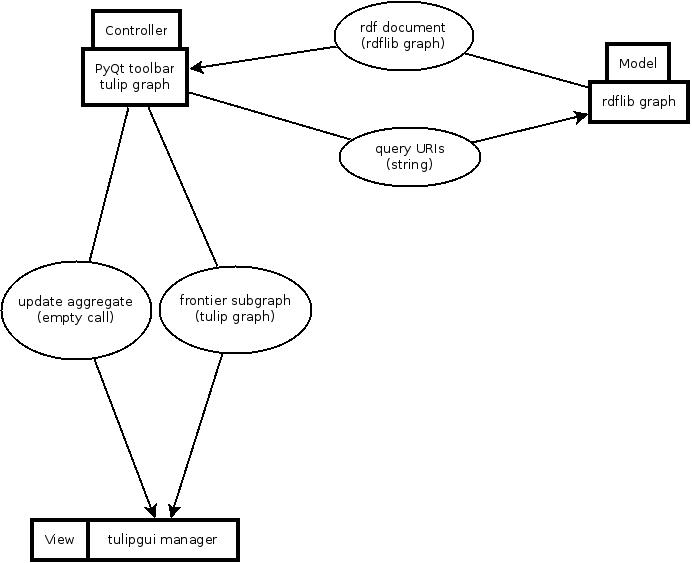 Controller
PyQt toolbar
tulip graph
rdf document
(rdflib graph)
Model
rdflib graph
query URIs
(string)
update aggregate
(empty call)
frontier subgraph
(tulip graph)
View
tulipgui manager